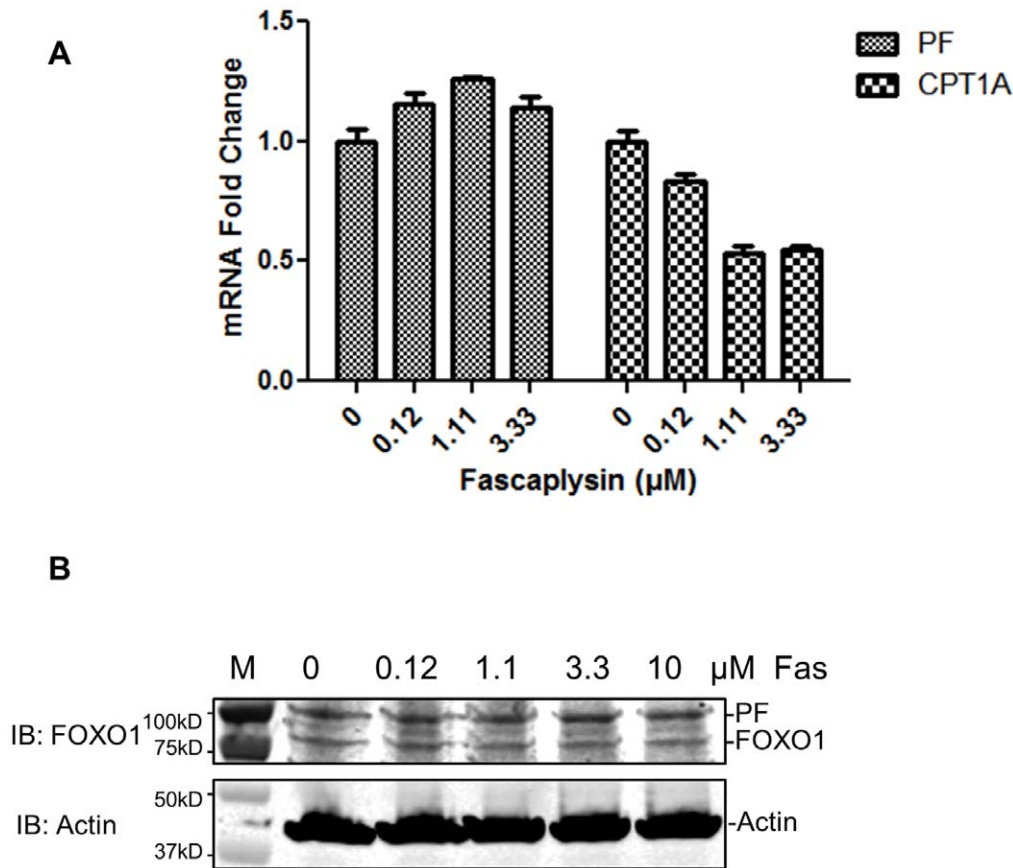 A
mRNA Fold Change
1.5
1.0
0.5
0.0
PF
CPT1A
0 0.12 1.11 3.33 0 0.12 1.11 3.33
Fascaplysin (µM)
B
M 0 0.12 1.1 3.3 10 µM Fas
IB: FOXO1
100kD
75kD
-PF
-FOXO1
IB: Actin
50kD
37kD
-Actin